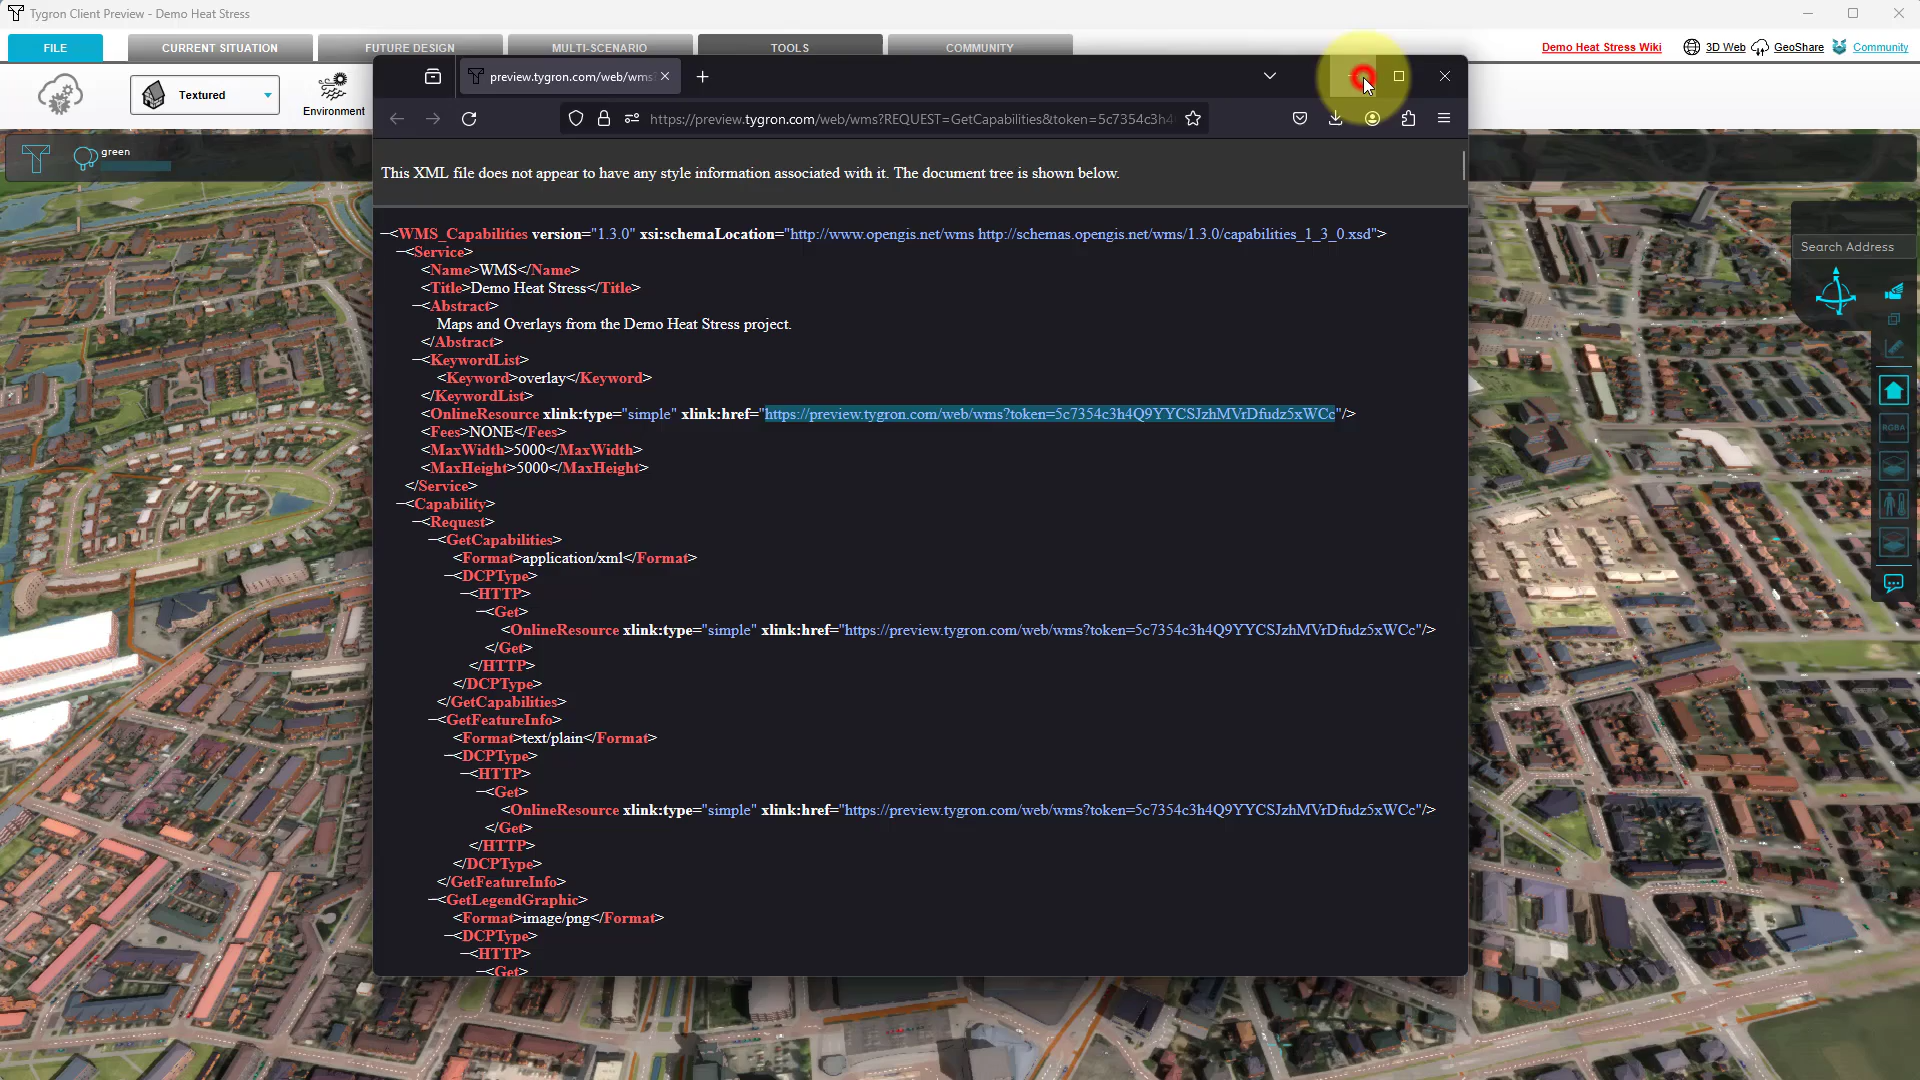 Tygron Client Preview - Demo Heat Stress
FILE
CURRENT SITUATION
FUTURE DESIGN
MULTI-SCENARIO
TOOLS
COMMUNITY
Demo Heat Stress Wiki
3D Web
GeoShare
Community
Textured
Environment
green
Search Address
RGBA
preview.tygron.com/web/wms
https://preview.tygron.com/web/wms?REQUEST=GetCapabilities&token=5c7354c3h4
This XML file does not appear to have any style information associated with it. The document tree is shown below.
−<WMS_Capabilities version="1.3.0" xsi:schemaLocation="http://www.opengis.net/wms http://schemas.opengis.net/wms/1.3.0/capabilities_1_3_0.xsd">
−<Service>
<Name>WMS</Name>
<Title>Demo Heat Stress</Title>
−<Abstract>
Maps and Overlays from the Demo Heat Stress project.
</Abstract>
−<KeywordList>
<Keyword>overlay</Keyword>
</KeywordList>
<OnlineResource xlink:type="simple" xlink:href="https://preview.tygron.com/web/wms?token=5c7354c3h4Q9YYCSJzhMVrDfudz5xWCc"/>
<Fees>NONE</Fees>
<MaxWidth>5000</MaxWidth>
<MaxHeight>5000</MaxHeight>
</Service>
−<Capability>
−<Request>
−<GetCapabilities>
<Format>application/xml</Format>
−<DCPType>
−<HTTP>
−<Get>
<OnlineResource xlink:type="simple" xlink:href="https://preview.tygron.com/web/wms?token=5c7354c3h4Q9YYCSJzhMVrDfudz5xWCc"/>
</Get>
</HTTP>
</DCPType>
</GetCapabilities>
−<GetFeatureInfo>
<Format>text/plain</Format>
−<DCPType>
−<HTTP>
−<Get>
<OnlineResource xlink:type="simple" xlink:href="https://preview.tygron.com/web/wms?token=5c7354c3h4Q9YYCSJzhMVrDfudz5xWCc"/>
</Get>
</HTTP>
</DCPType>
</GetFeatureInfo>
−<GetLegendGraphic>
<Format>image/png</Format>
−<DCPType>
−<HTTP>
−<Get>